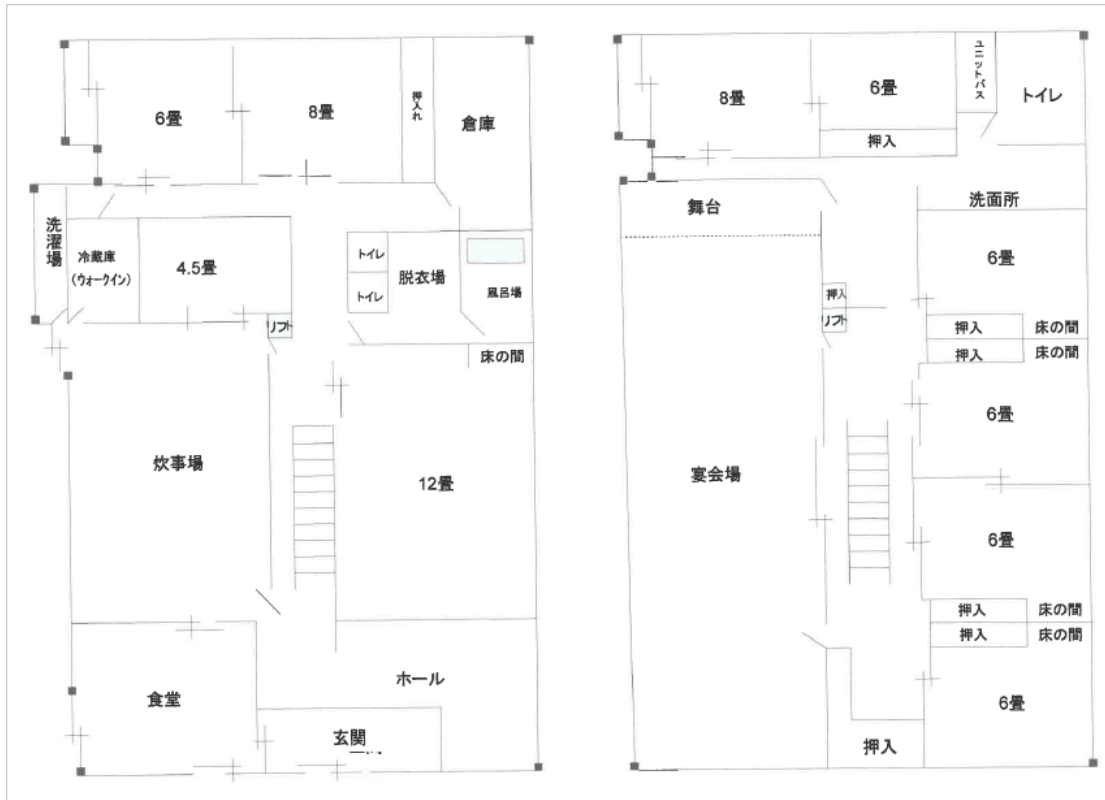 6畳
8畳
押入れ
倉庫
洗濯場
冷蔵庫
(ウォークイン)
4.5畳
トイレ
トイレ
脱衣場
風呂場
リフト
床の間
炊事場
12畳
食堂
ホール
玄関
8畳
6畳
ユニットバス
トイレ
押入
舞台
洗面所
6畳
押入
リフト
押入
床の間
押入
床の間
6畳
宴会場
6畳
押入
床の間
押入
床の間
6畳
押入